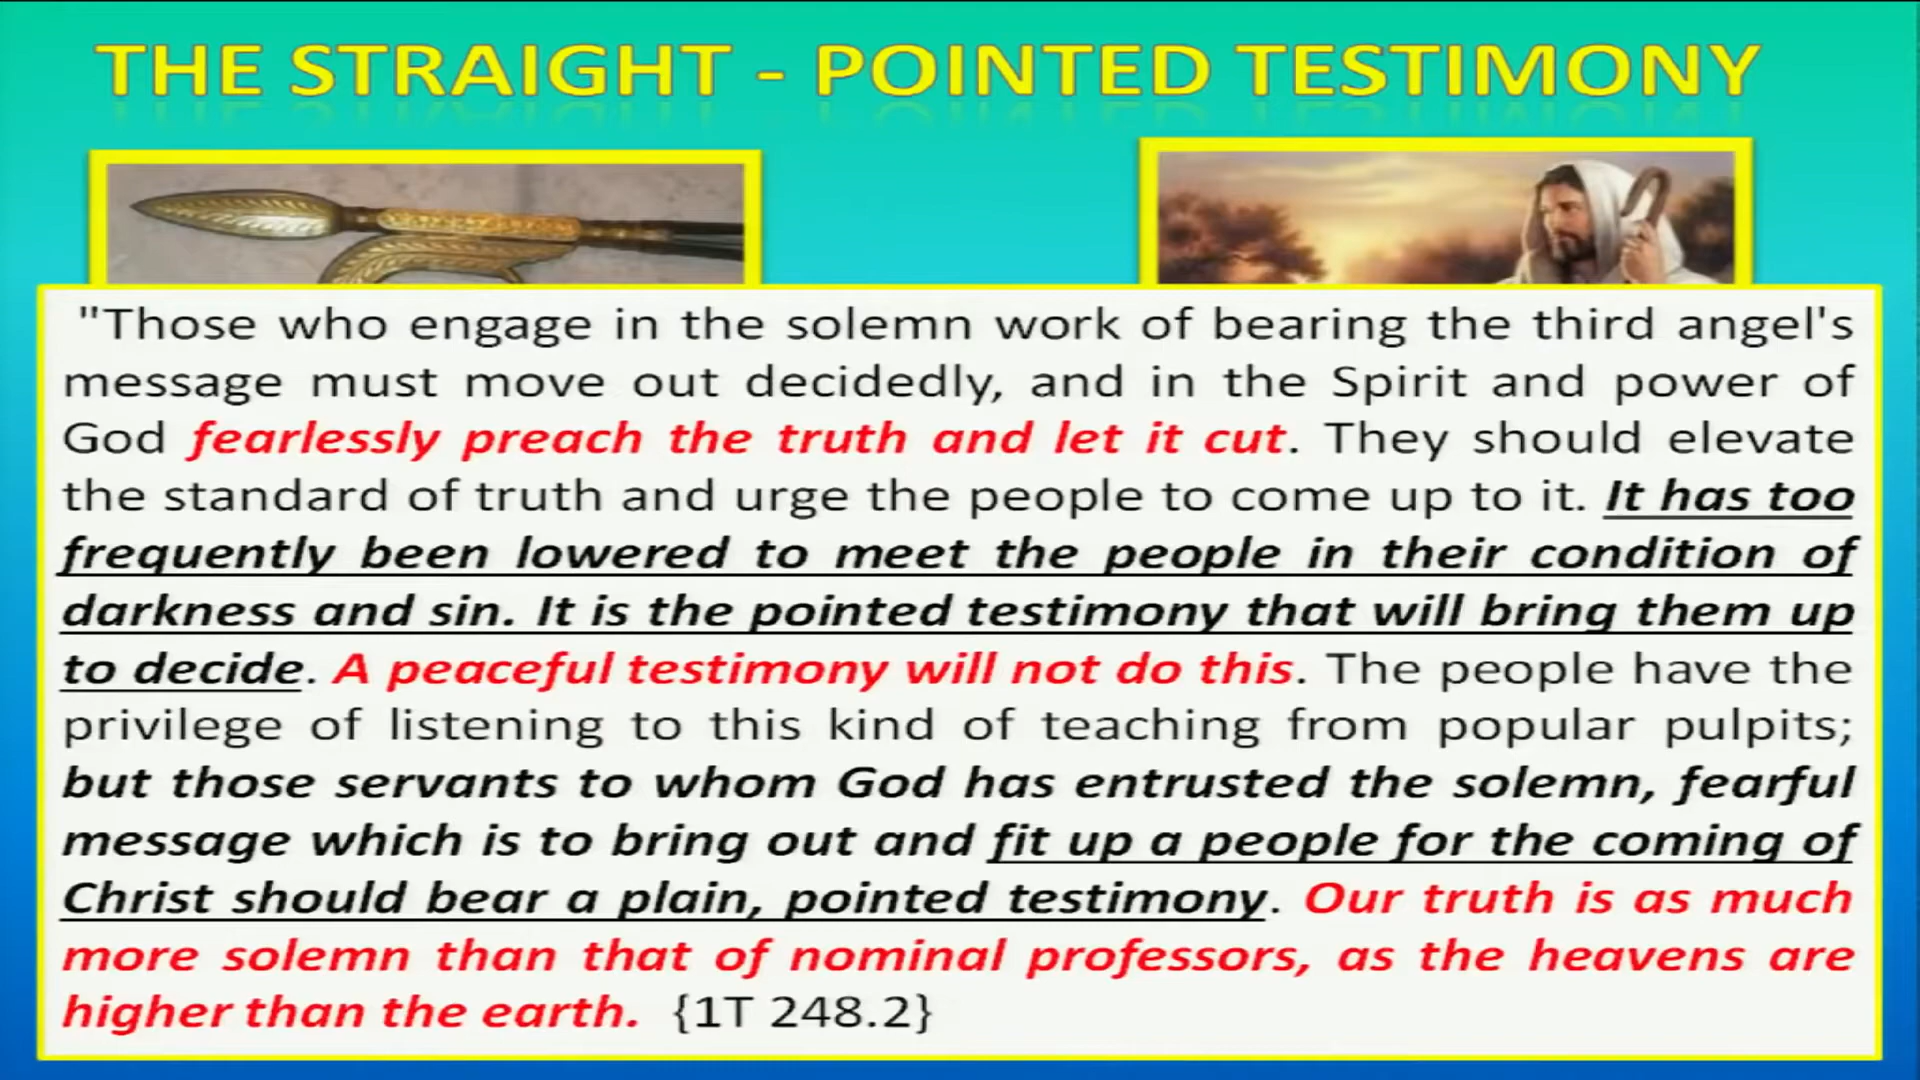 THE STRAIGHT - POINTED TESTIMONY
"Those who engage in the solemn work of bearing the third angel's
message must move out decidedly, and in the Spirit and power of
God fearlessly preach the truth and let it cut. They should elevate
the standard of truth and urge the people to come up to it. It has too
frequently been lowered to meet the people in their condition of
darkness and sin. It is the pointed testimony that will bring them up
to decide. A peaceful testimony will not do this. The people have the
privilege of listening to this kind of teaching from popular pulpits;
but those servants to whom God has entrusted the solemn, fearful
message which is to bring out and fit up a people for the coming of
Christ should bear a plain, pointed testimony. Our truth is as much
more solemn than that of nominal professors, as the heavens are
higher than the earth. {1T 248.2}